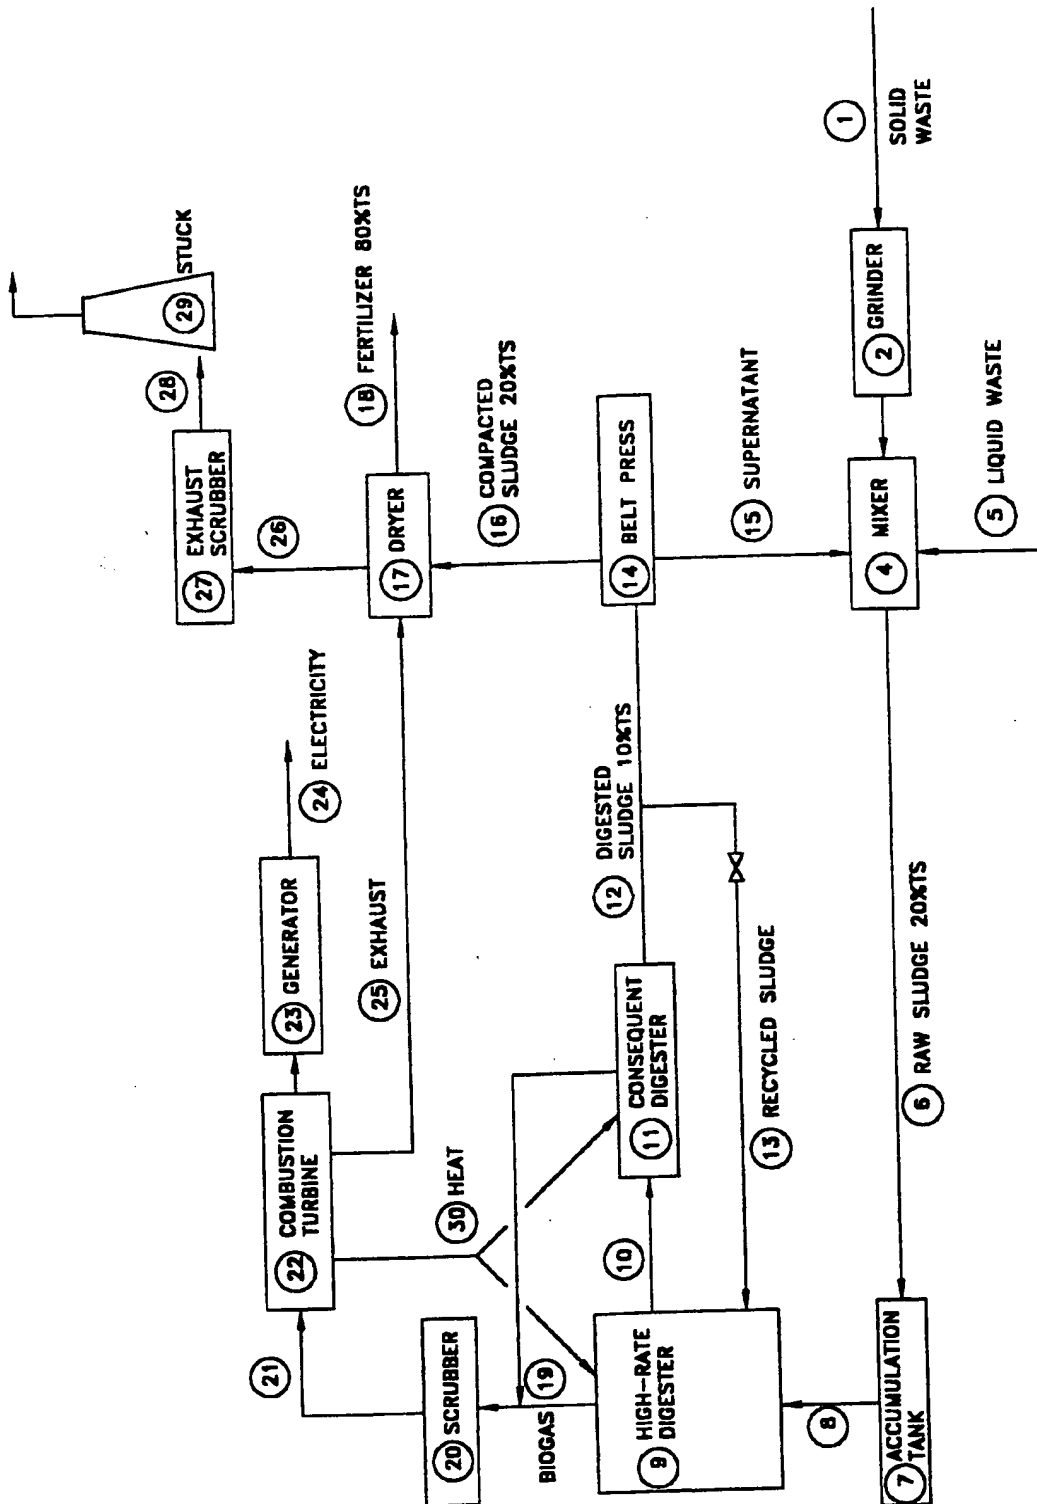 29 STUCK
28
27 EXHAUST
SCRUBBER
26
18 FERTILIZER 80%TS
17 DRYER
16 COMPACTED
SLUDGE 20%TS
14 BELT PRESS
15 SUPERNATANT
1
SOLID
WASTE
2 GRINDER
4 MIXER
5 LIQUID WASTE
24 ELECTRICITY
23 GENERATOR
25 EXHAUST
22 COMBUSTION
TURBINE
21
20 SCRUBBER
30 HEAT
12 DIGESTED
SLUDGE 10%TS
11 CONSEQUENT
DIGESTER
10
13 RECYCLED SLUDGE
BIOGAS 19
9 HIGH-RATE
DIGESTER
8
7 ACCUMULATION
TANK
6 RAW SLUDGE 20%TS